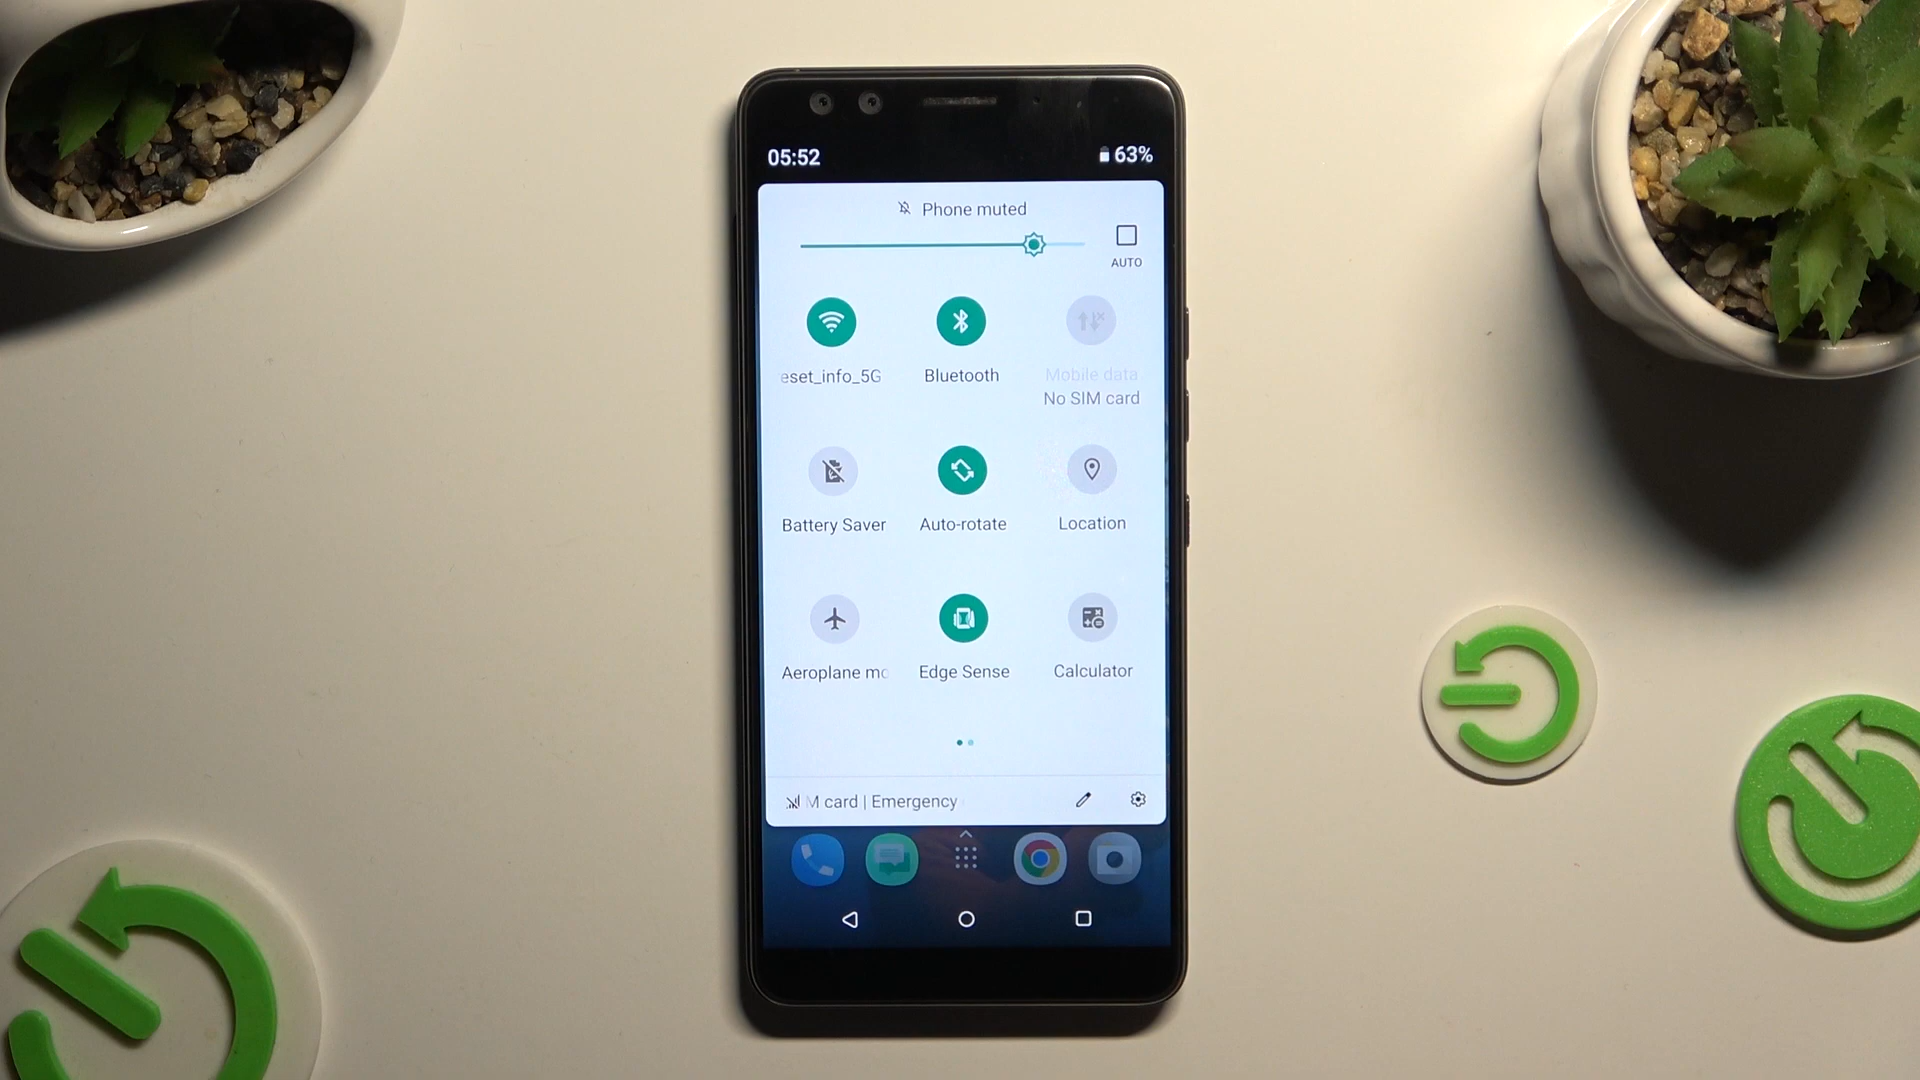 05:52 63%
Phone muted
AUTO
eset_info_5G Bluetooth Mobile data
No SIM card
Battery Saver Auto-rotate Location
Aeroplane mo Edge Sense Calculator
M card | Emergency